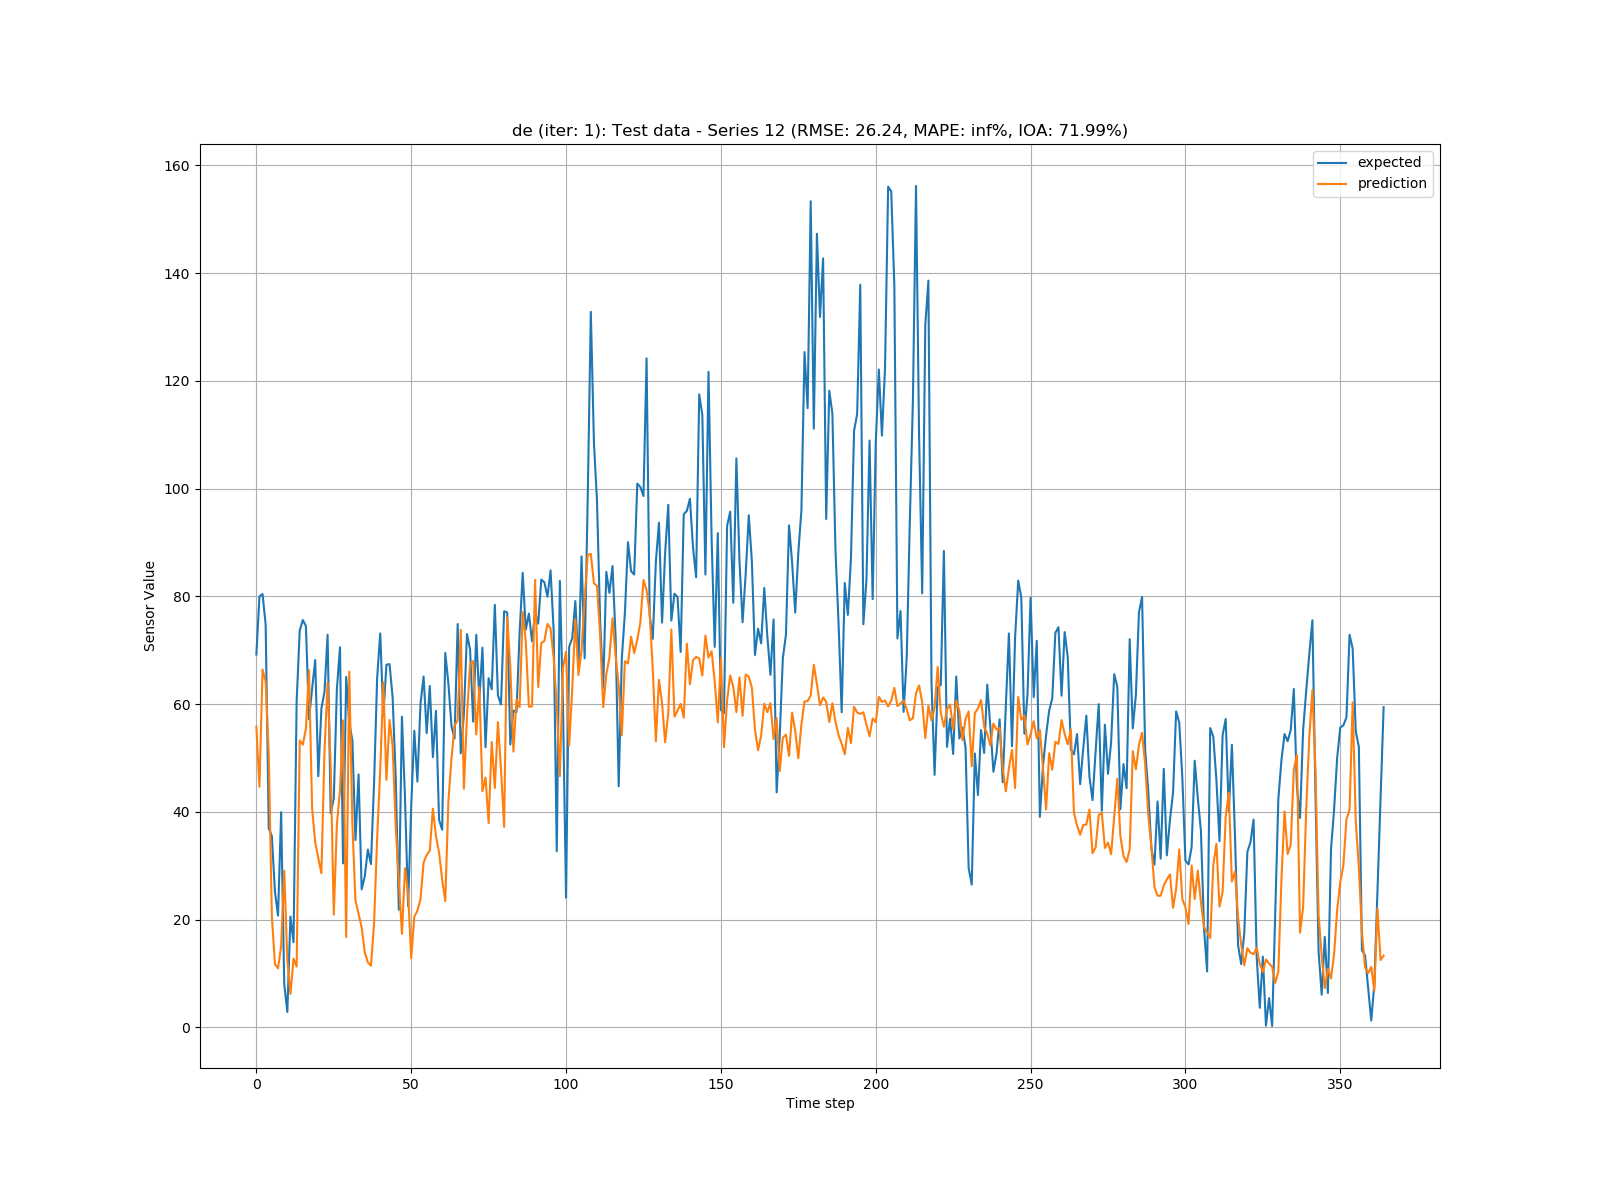 de (iter: 1): Test data - Series 12 (RMSE: 26.24, MAPE: inf%, IOA: 71.99%)
expected
prediction
160
140
120
100
80
60
40
20
0
Sensor Value
0 50 100 150 200 250 300 350
Time step